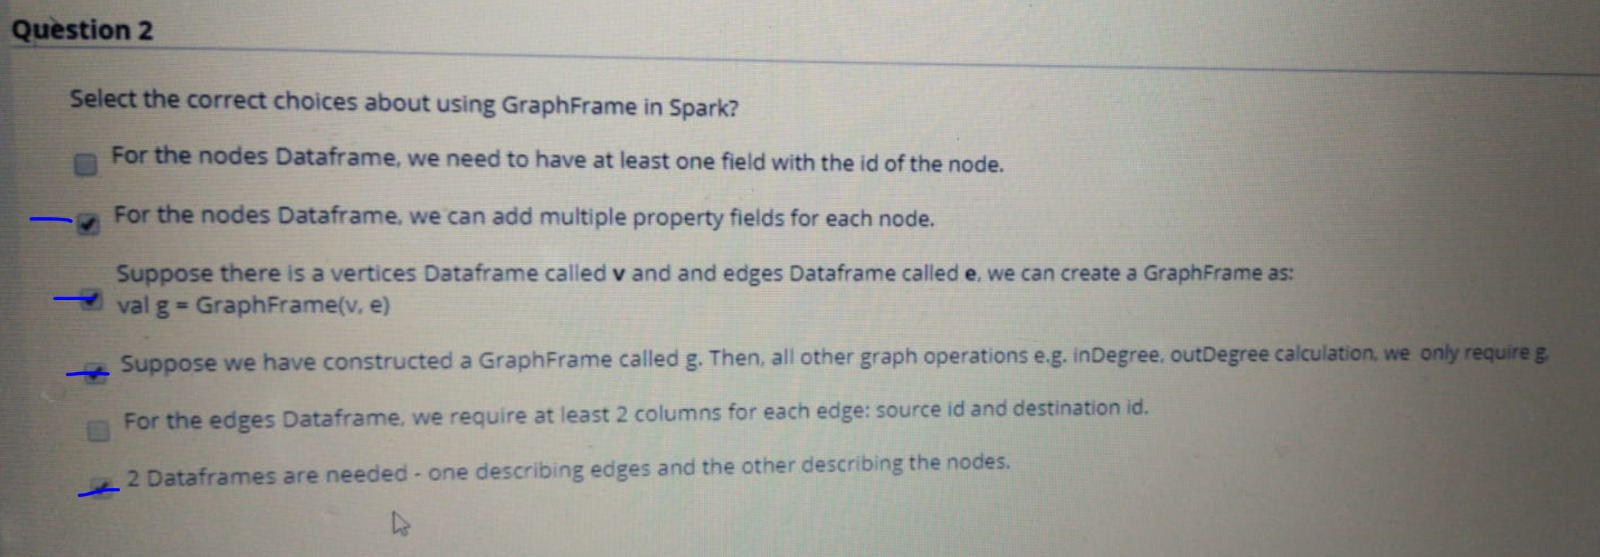 Question 2
Select the correct choices about using GraphFrame in Spark?
For the nodes Dataframe, we need to have at least one field with the id of the node.
For the nodes Dataframe, we can add multiple property fields for each node.
Suppose there is a vertices Dataframe called v and and edges Dataframe called e, we can create a GraphFrame as:
val g = GraphFrame(v, e)
Suppose we have constructed a GraphFrame called g. Then, all other graph operations e.g. inDegree, outDegree calculation, we only require g.
For the edges Dataframe, we require at least 2 columns for each edge: source id and destination id.
2 Dataframes are needed - one describing edges and the other describing the nodes.